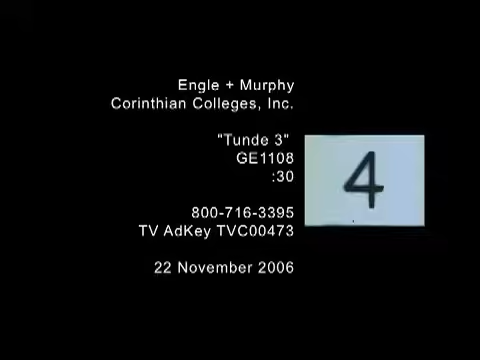 Engle + Murphy
Corinthian Colleges, Inc.
"Tunde 3"
GE1108
:30
4
800-716-3395
TV AdKey TVC00473
22 November 2006